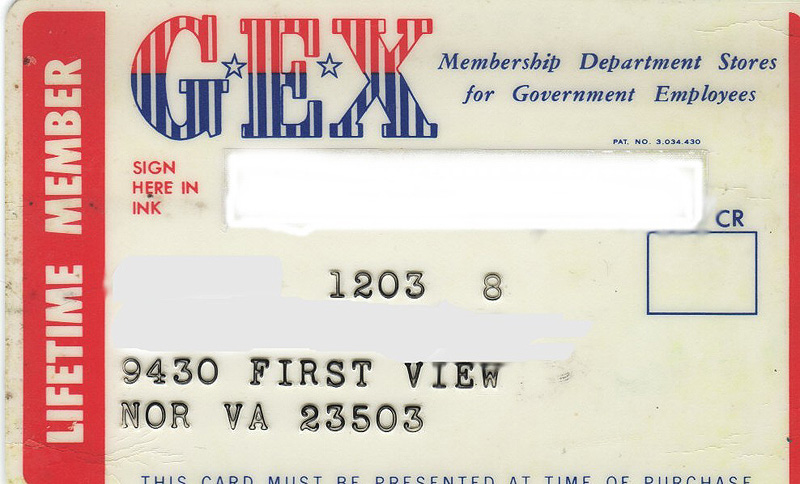 LIFETIME MEMBER
G☆E☆X
Membership Department Stores
for Government Employees
PAT. NO. 3,034,430
SIGN
HERE IN
INK
CR
1203 8
9430 FIRST VIEW
NOR VA 23503
THIS CARD MUST BE PRESENTED AT TIME OF PURCHASE